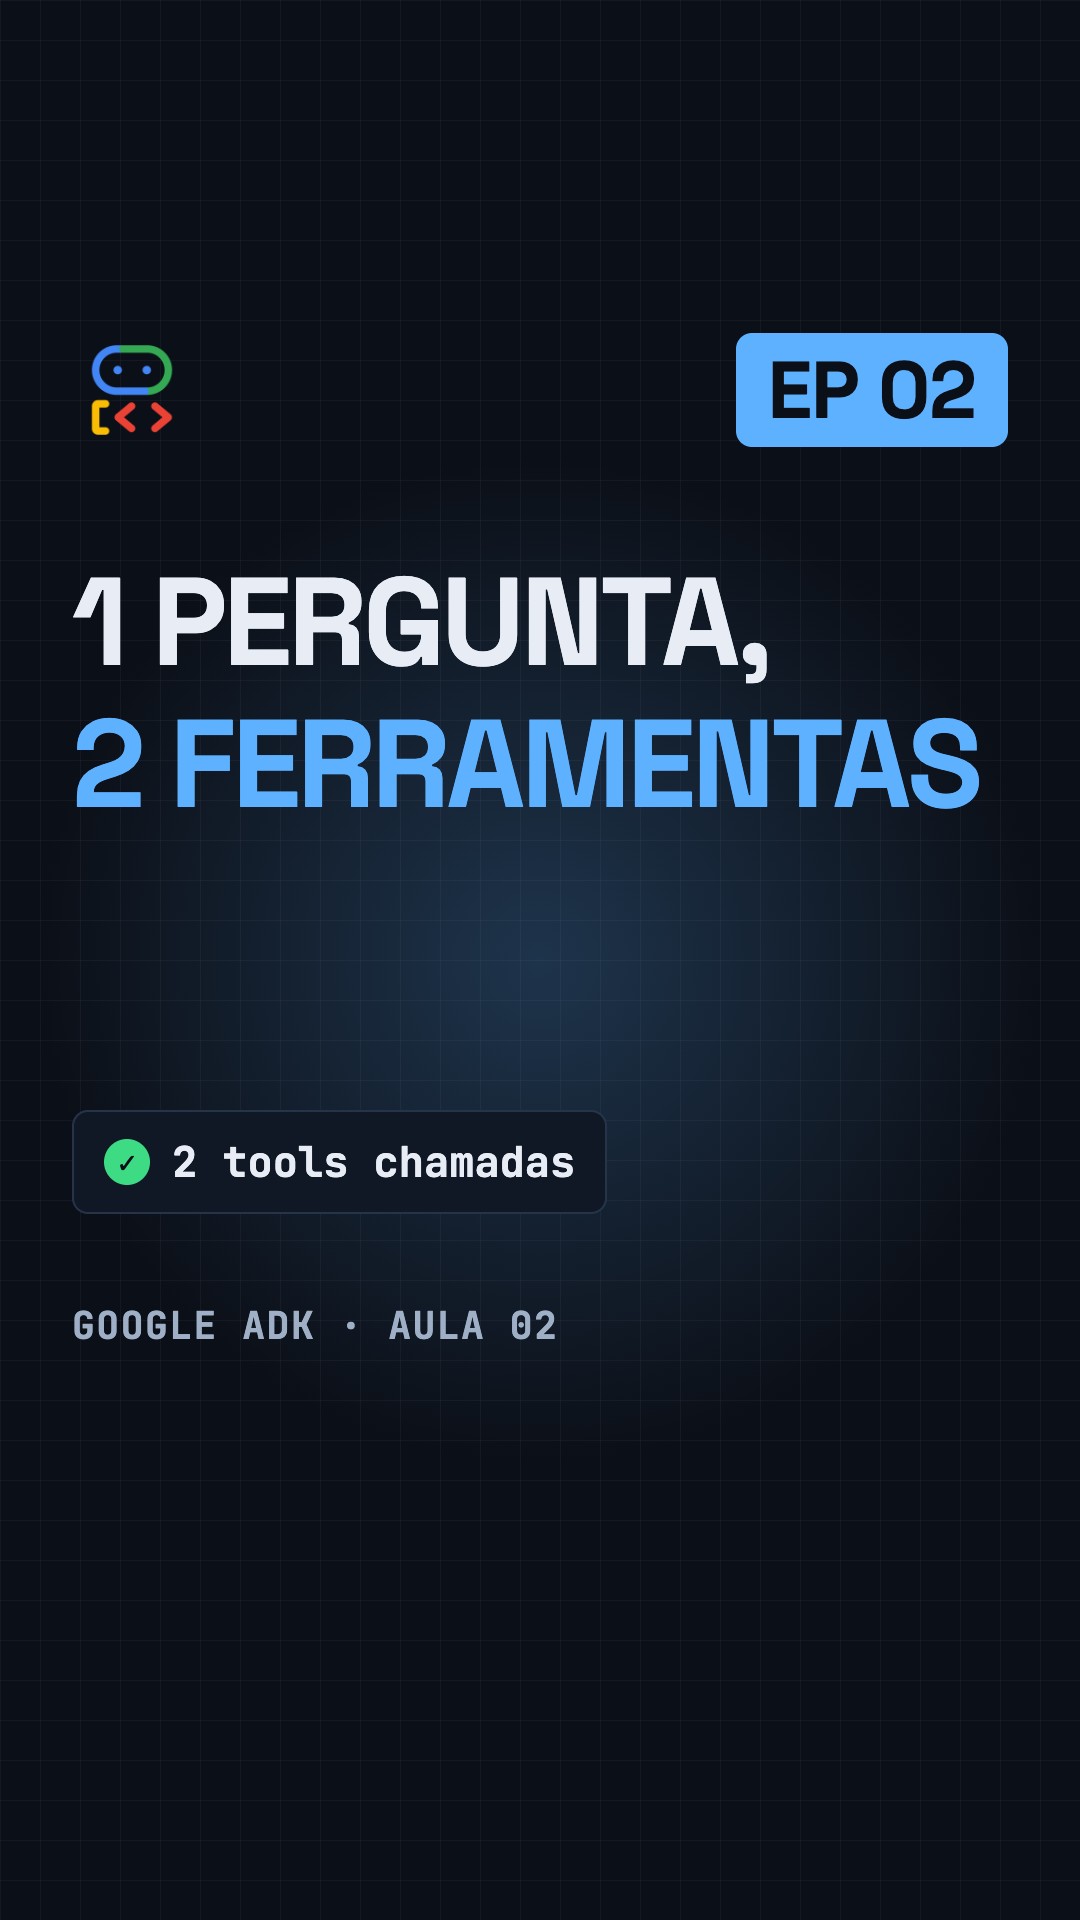 EP 02
1 PERGUNTA,
2 FERRAMENTAS
✓ 2 tools chamadas
GOOGLE ADK · AULA 02